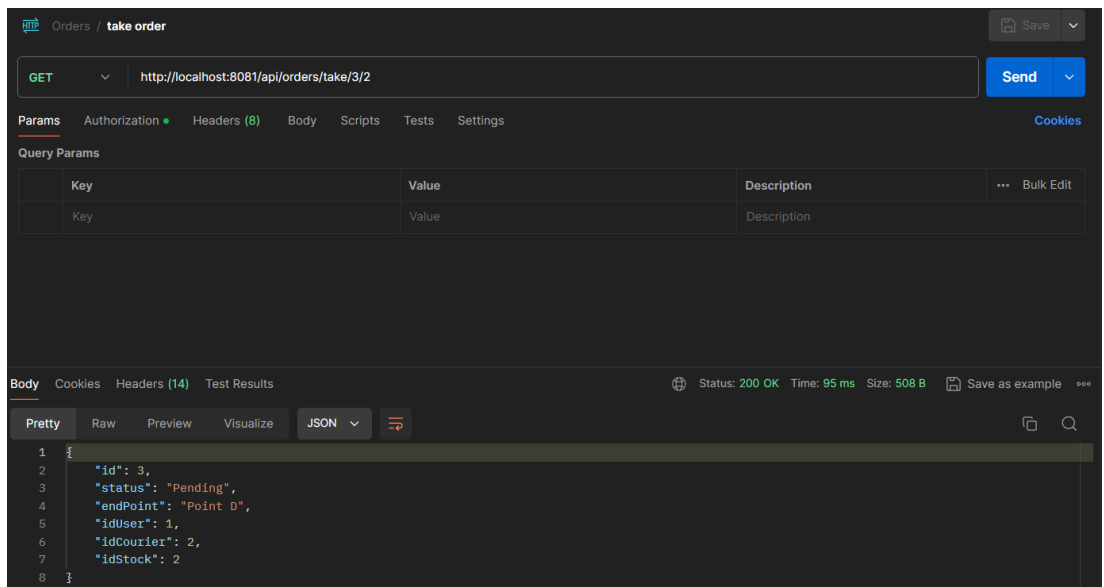 HTTP Orders / take order Save
GET http://localhost:8081/api/orders/take/3/2 Send
Params Authorization Headers (8) Body Scripts Tests Settings Cookies
Query Params
Key Value Description ••• Bulk Edit
Key Value Description
Body Cookies Headers (14) Test Results Status: 200 OK Time: 95 ms Size: 508 B Save as example
Pretty Raw Preview Visualize JSON
1 {
2 "id": 3,
3 "status": "Pending",
4 "endPoint": "Point D",
5 "idUser": 1,
6 "idCourier": 2,
7 "idStock": 2
8 }